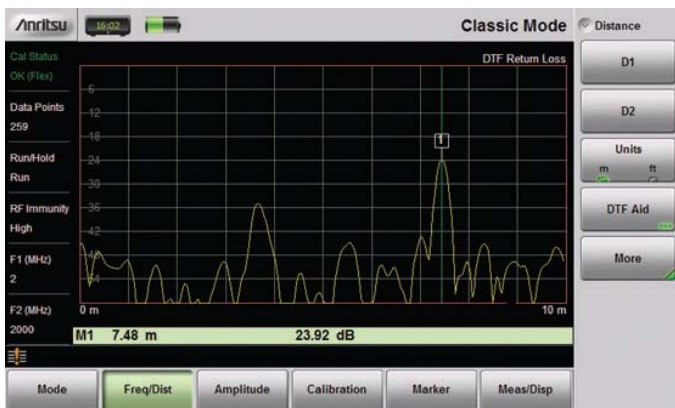 Anritsu
16:02
Classic Mode
Distance
Cal Status
OK (Flex)
DTF Return Loss
D1
-6
Data Points
259
-12
D2
-18
Run/Hold
Run
-24
1
Units
m
ft
-30
RF Immunity
High
-36
DTF Aid
-42
F1 (MHz)
2
-48
More
-54
F2 (MHz)
2000
0 m
10 m
M1 7.48 m 23.92 dB
Mode
Freq/Dist
Amplitude
Calibration
Marker
Meas/Disp